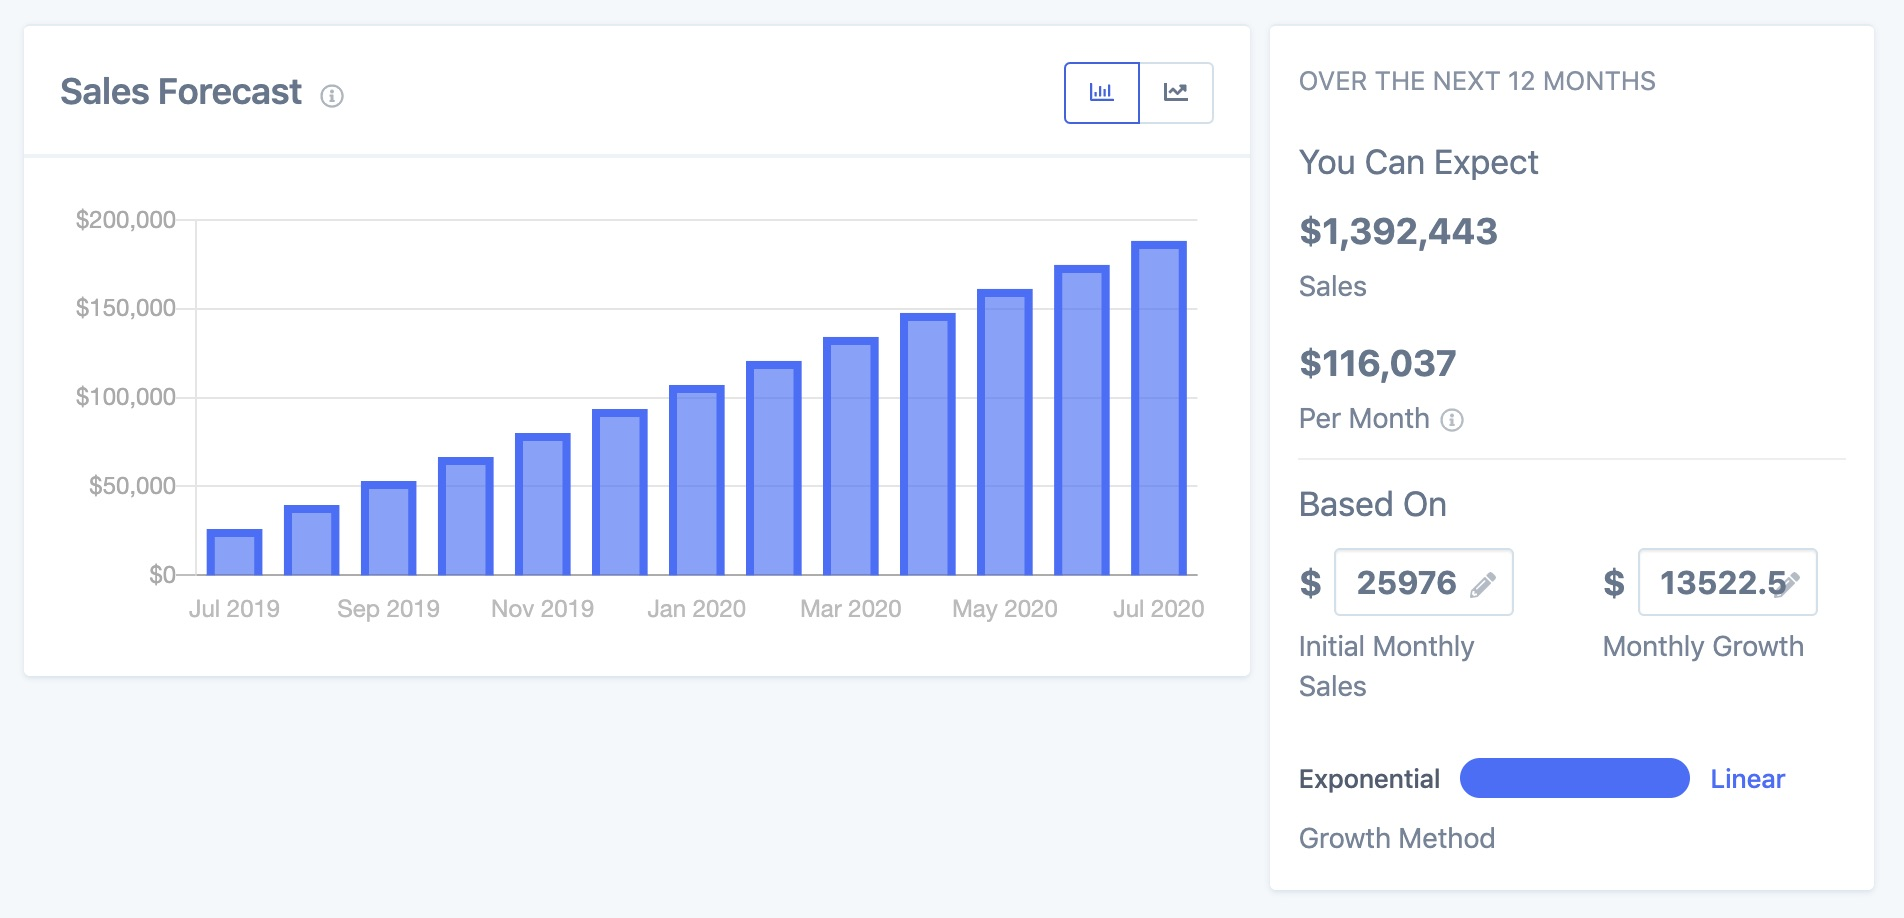 Sales Forecast
$200,000
$150,000
$100,000
$50,000
$0
Jul 2019 Sep 2019 Nov 2019 Jan 2020 Mar 2020 May 2020 Jul 2020
OVER THE NEXT 12 MONTHS
You Can Expect
$1,392,443
Sales
$116,037
Per Month
Based On
$ 25976 $ 13522.5
Initial Monthly Sales Monthly Growth
Exponential Linear
Growth Method